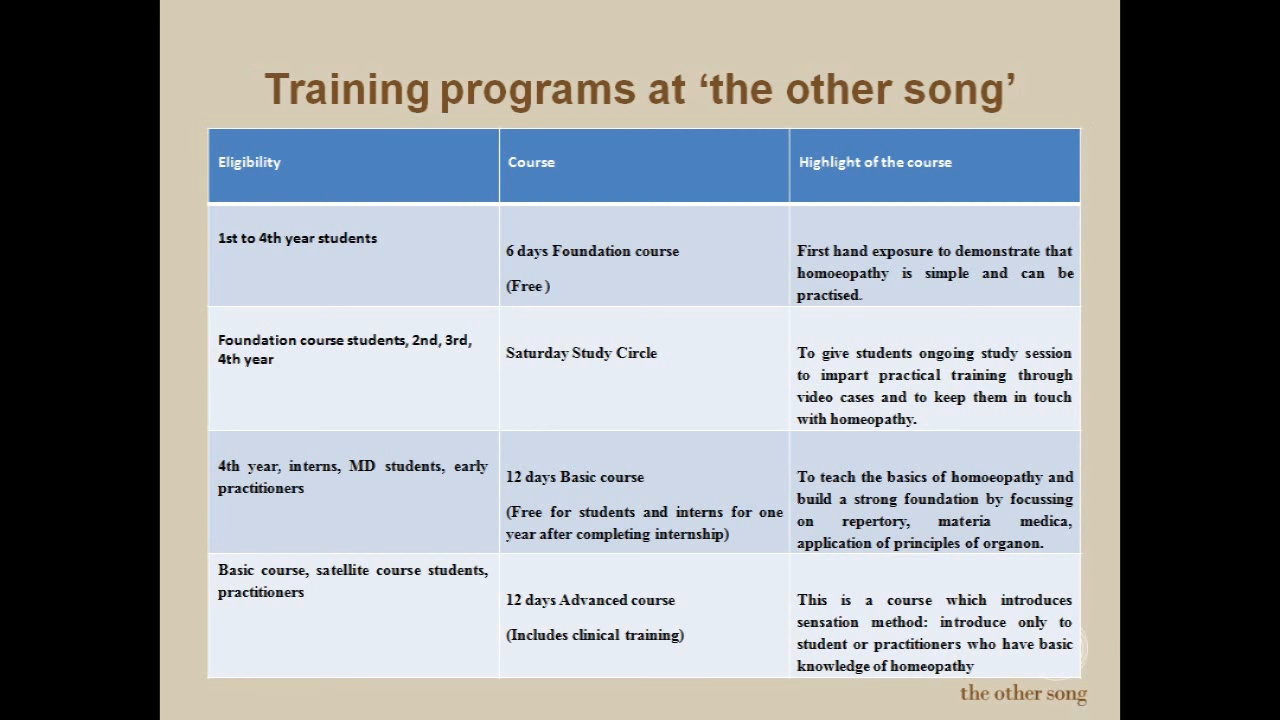 Training programs at ‘the other song’
Eligibility
Course
Highlight of the course
1st to 4th year students
6 days Foundation course
(Free )
First hand exposure to demonstrate that
homoeopathy is simple and can be
practised.
Foundation course students, 2nd, 3rd,
4th year
Saturday Study Circle
To give students ongoing study session
to impart practical training through
video cases and to keep them in touch
with homeopathy.
4th year, interns, MD students, early
practitioners
12 days Basic course
(Free for students and interns for one
year after completing internship)
To teach the basics of homoeopathy and
build a strong foundation by focussing
on repertory, materia medica,
application of principles of organon.
Basic course, satellite course students,
practitioners
12 days Advanced course
(Includes clinical training)
This is a course which introduces
sensation method: introduce only to
student or practitioners who have basic
knowledge of homeopathy
the other song